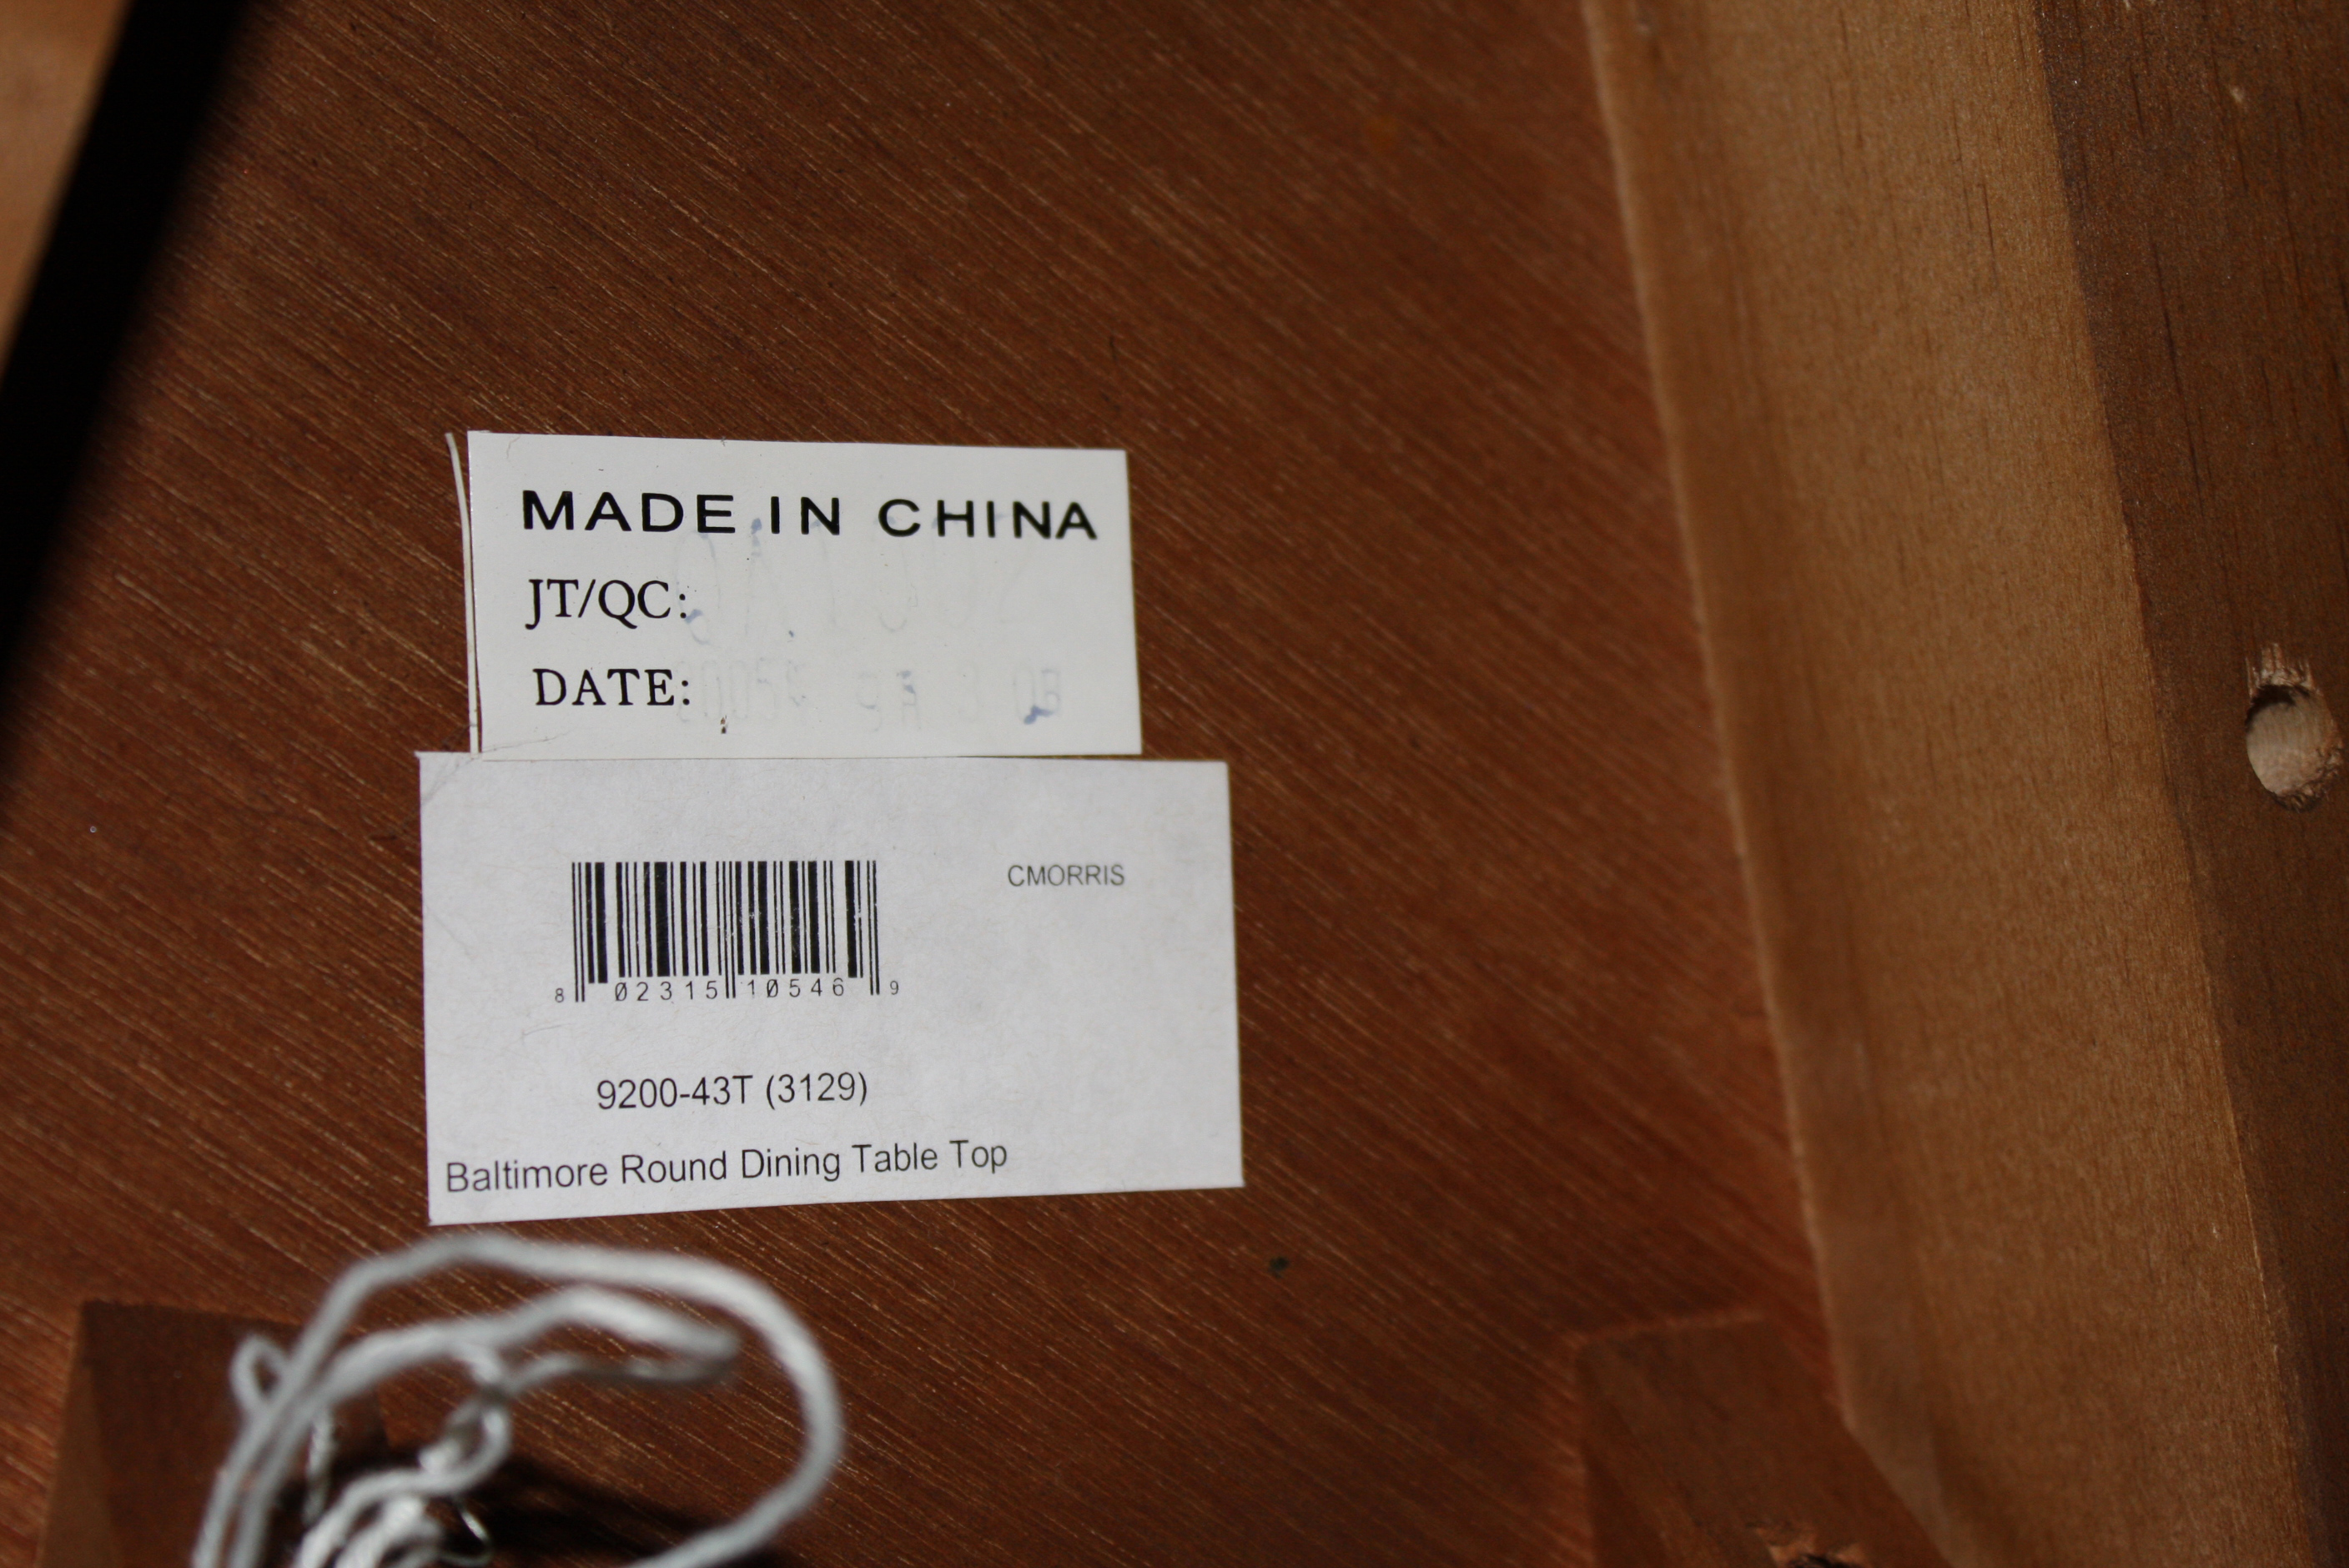 MADE IN CHINA
JT/QC:
DATE:
CMORRIS
8 02315 10546 9
9200-43T (3129)
Baltimore Round Dining Table Top